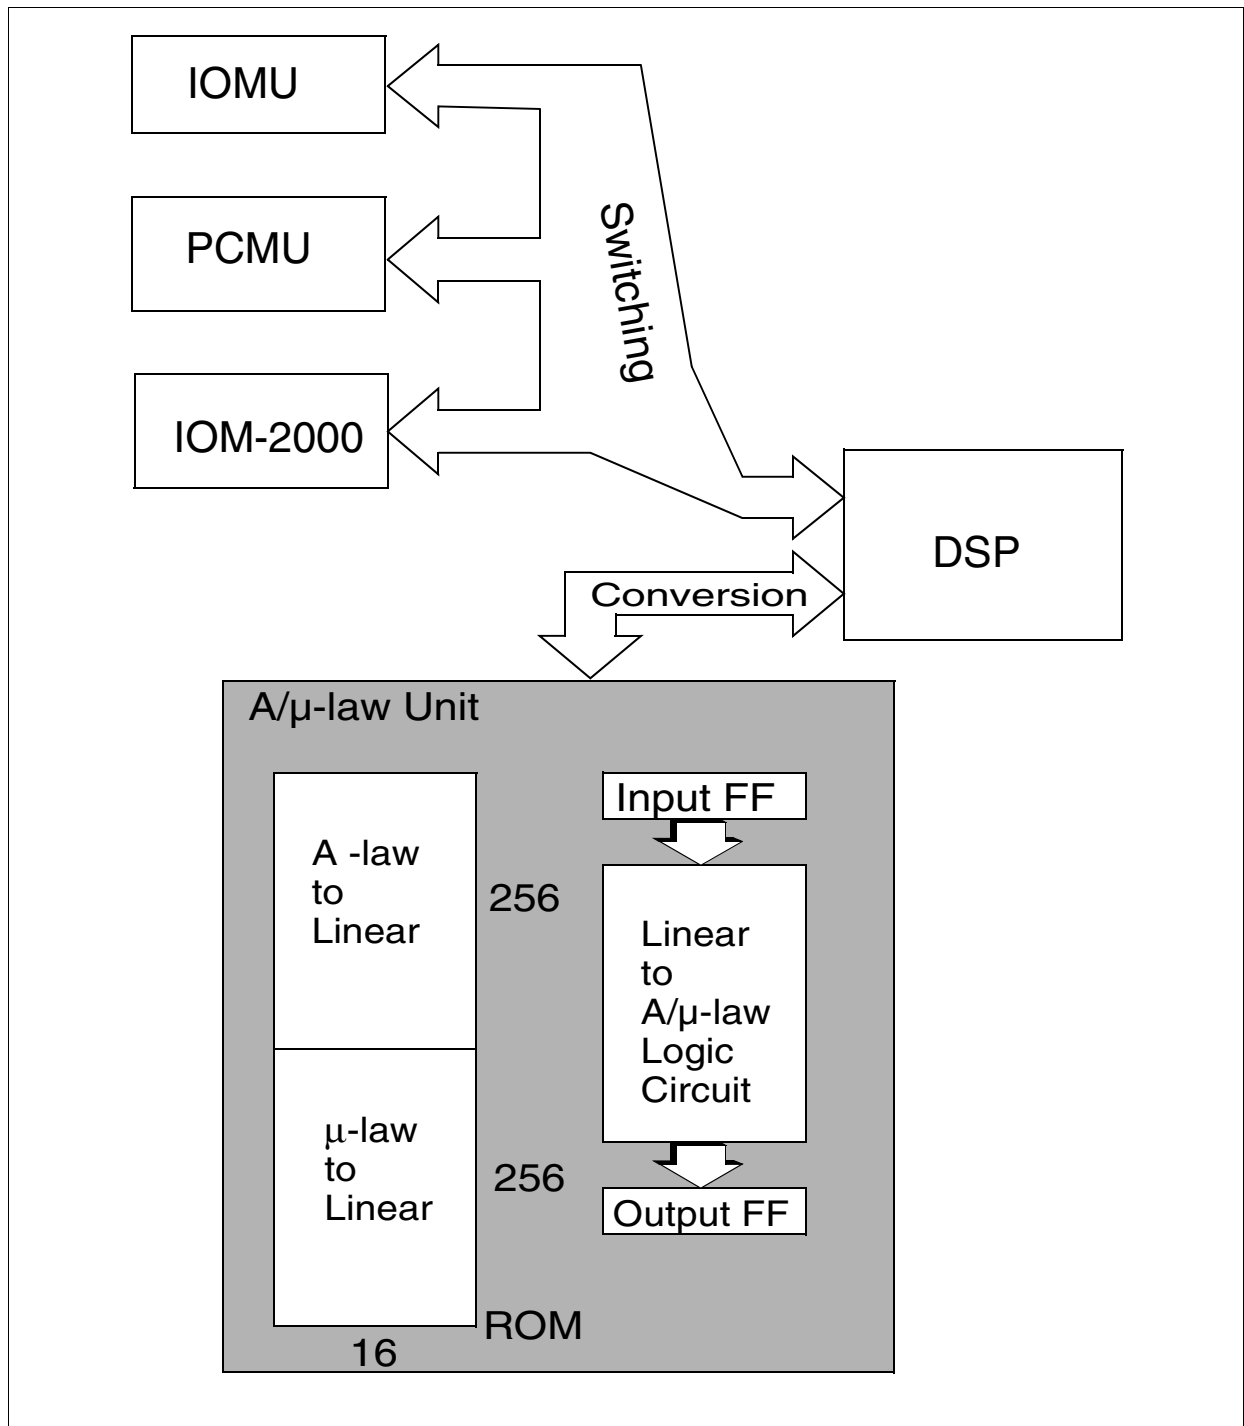 IOMU
PCMU
IOM-2000
Switching
DSP
Conversion
A/µ-law Unit
A -law
to
Linear
256
µ-law
to
Linear
256
16
ROM
Input FF
Linear
to
A/µ-law
Logic
Circuit
Output FF